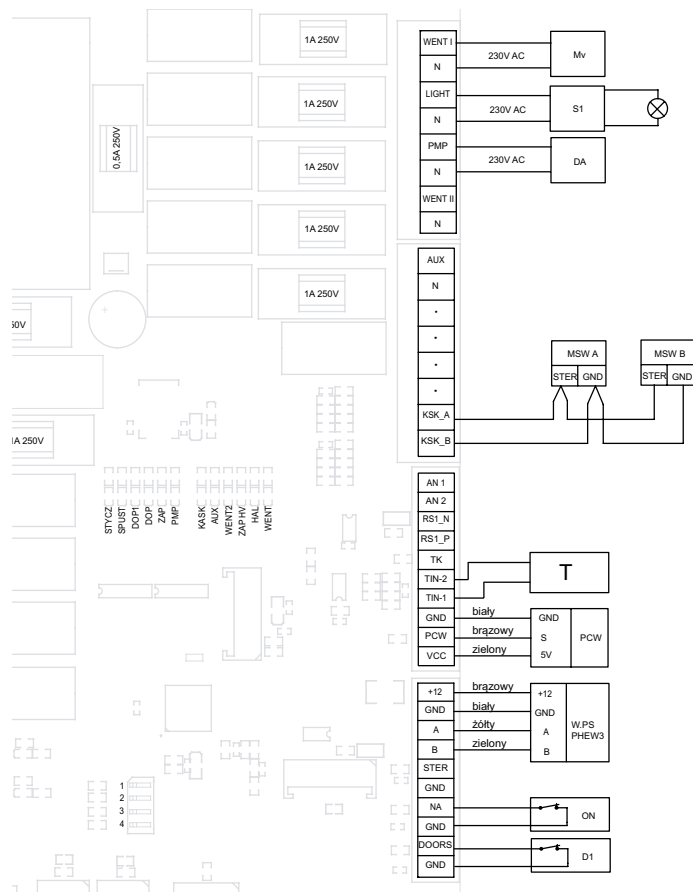 1A 250V
1A 250V
1A 250V
1A 250V
1A 250V
0,5A 250V
1A 250V
STYCZ
SPUST
DOP1
DOP
ZAP
PMP
KASK
AUX
WENT2
ZAP HV
HAL
WENT
1
2
3
4
WENT I
N
LIGHT
N
PMP
N
WENT II
N
230V AC
230V AC
230V AC
Mv
S1
DA
AUX
N
KSK_A
KSK_B
MSW A
STER GND
MSW B
STER GND
AN 1
AN 2
RS1_N
RS1_P
TK
TIN-2
TIN-1
T
GND biały GND
PCW brązowy S PCW
VCC zielony 5V
+12 brązowy +12
GND biały GND
A żółty A
B zielony B
W.PS
PHEW3
STER
GND
NA
GND
ON
DOORS
GND
D1